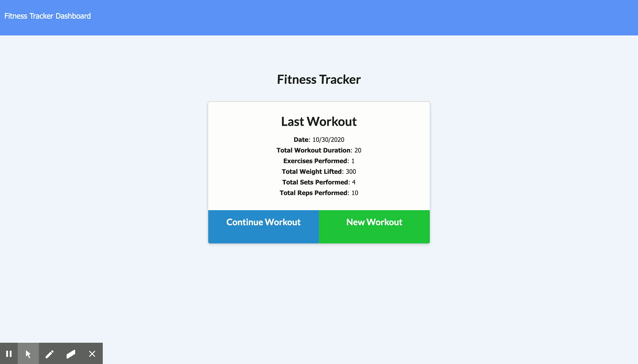 Fitness Tracker Dashboard
Fitness Tracker
Last Workout
Date: 10/30/2020
Total Workout Duration: 20
Exercises Performed: 1
Total Weight Lifted: 300
Total Sets Performed: 4
Total Reps Performed: 10
Continue Workout
New Workout